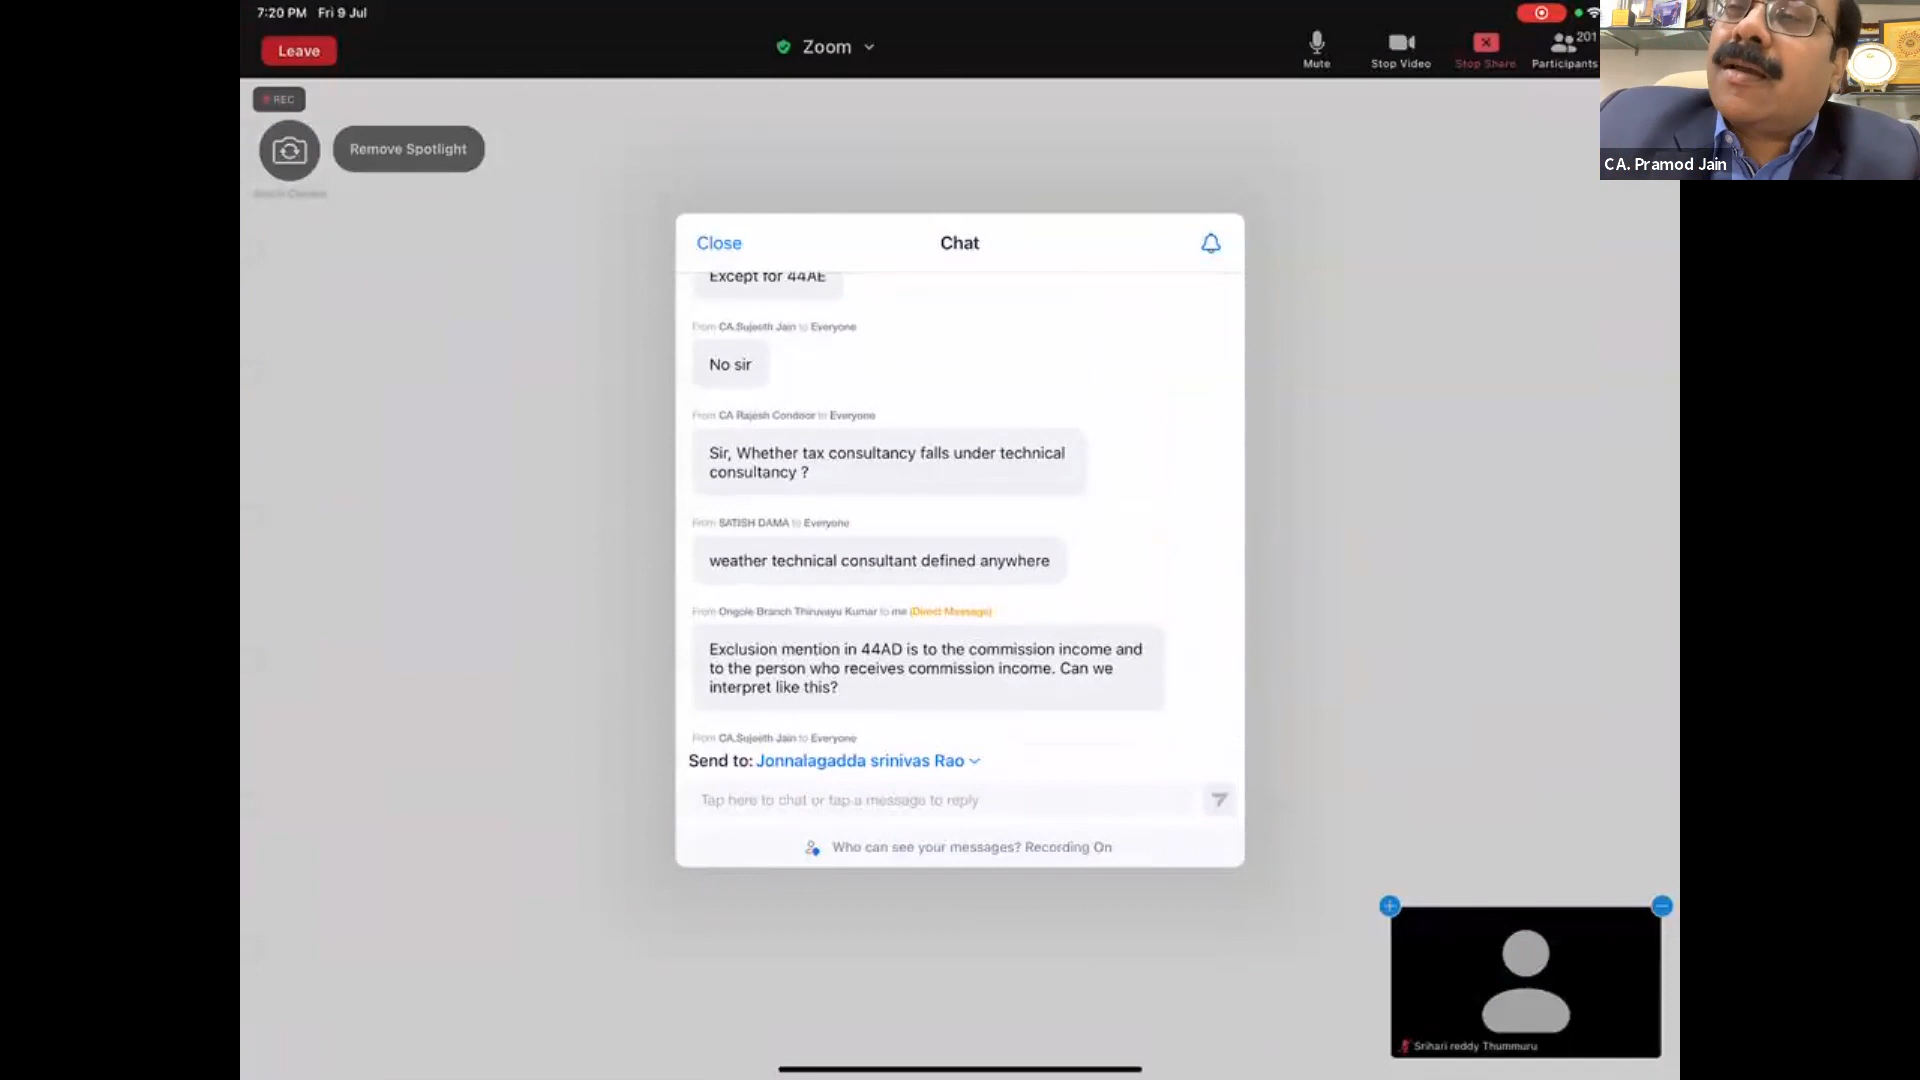 7:20 PM Fri 9 Jul
Leave
Zoom
Mute
Stop Video
Stop Share
Participants
201
CA. Pramod Jain
REC
Remove Spotlight
Close
Chat
Except for 44AE
From CA.Sujeeth Jain to Everyone
No sir
From CA Rajesh Condoor to Everyone
Sir, Whether tax consultancy falls under technical
consultancy ?
From SATISH DAMA to Everyone
weather technical consultant defined anywhere
From Ongole Branch Thiruvayu Kumar to me (Direct Message)
Exclusion mention in 44AD is to the commission income and
to the person who receives commission income. Can we
interpret like this?
From CA.Sujeeth Jain to Everyone
Send to: Jonnalagadda srinivas Rao
Tap here to chat or tap a message to reply
Who can see your messages? Recording On
Srihari reddy Thummuru